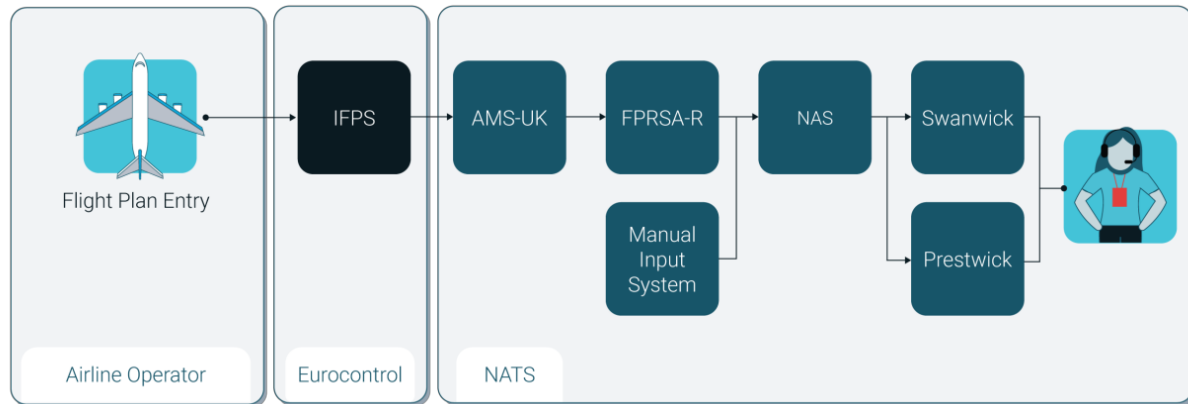 Flight Plan Entry
Airline Operator
IFPS
Eurocontrol
AMS-UK
FPRSA-R
Manual
Input
System
NAS
Swanwick
Prestwick
NATS